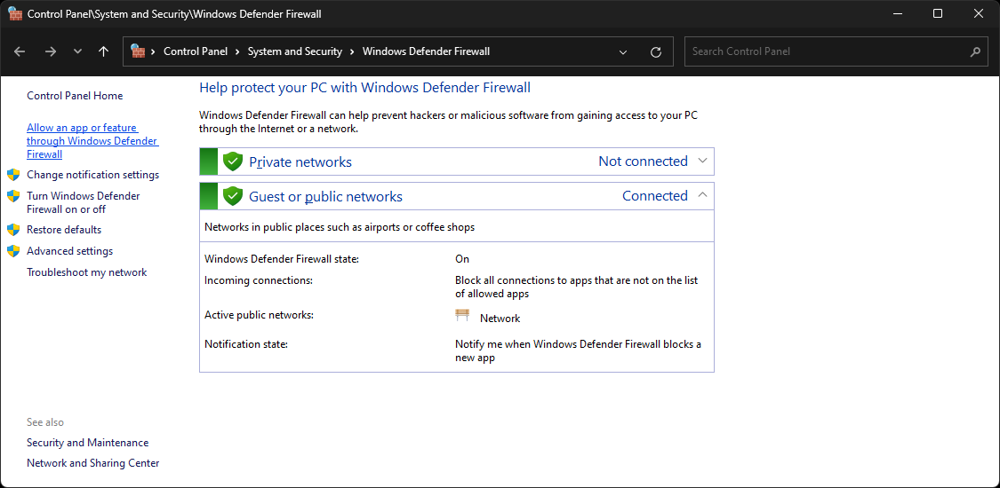 Control Panel\System and Security\Windows Defender Firewall
Control Panel
System and Security
Windows Defender Firewall
Search Control Panel
Control Panel Home
Allow an app or feature
through Windows Defender
Firewall
Change notification settings
Turn Windows Defender
Firewall on or off
Restore defaults
Advanced settings
Troubleshoot my network
See also
Security and Maintenance
Network and Sharing Center
Help protect your PC with Windows Defender Firewall
Windows Defender Firewall can help prevent hackers or malicious software from gaining access to your PC
through the Internet or a network.
Private networks Not connected
Guest or public networks Connected
Networks in public places such as airports or coffee shops
Windows Defender Firewall state: On
Incoming connections: Block all connections to apps that are not on the list
of allowed apps
Active public networks: Network
Notification state: Notify me when Windows Defender Firewall blocks a
new app